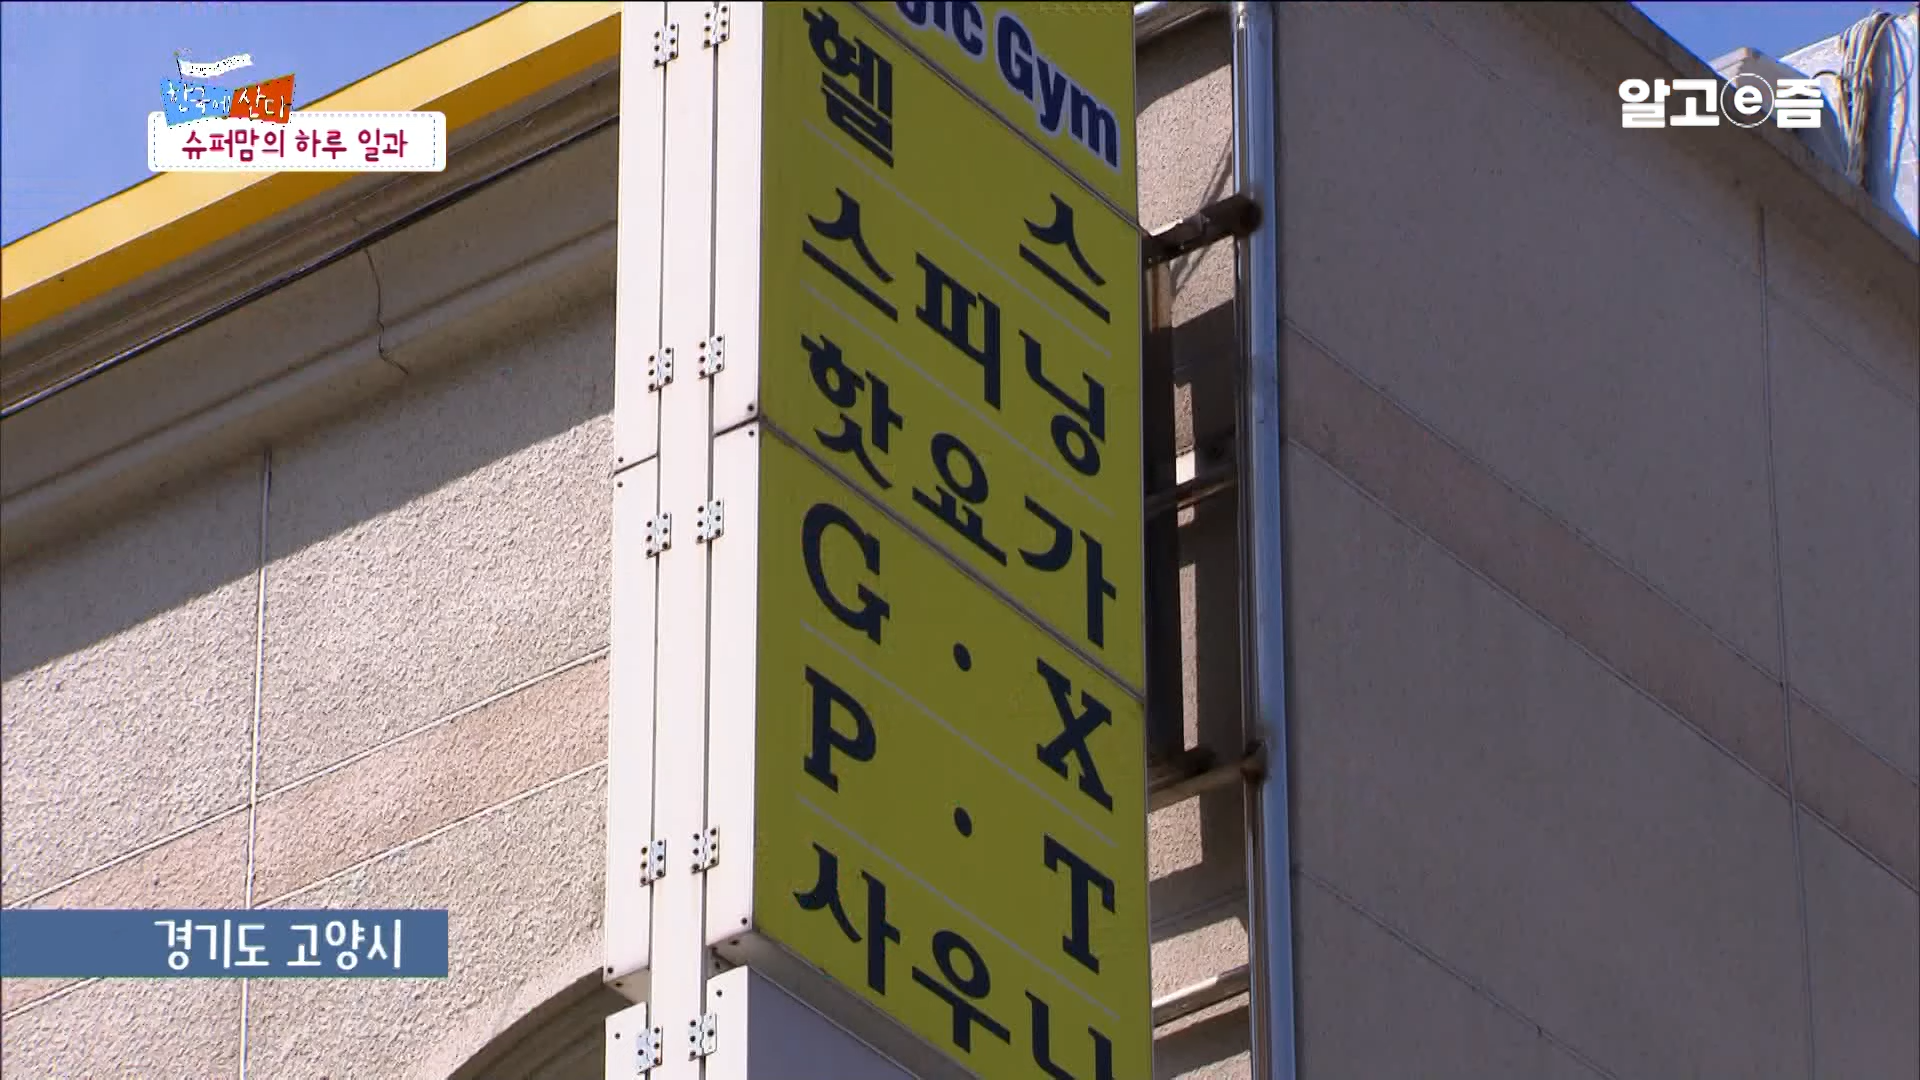 한국에 산다
슈퍼맘의 하루 일과
알고e즘
Gym
헬스
스피닝
핫요가
G·X
P·T
사우나
경기도 고양시